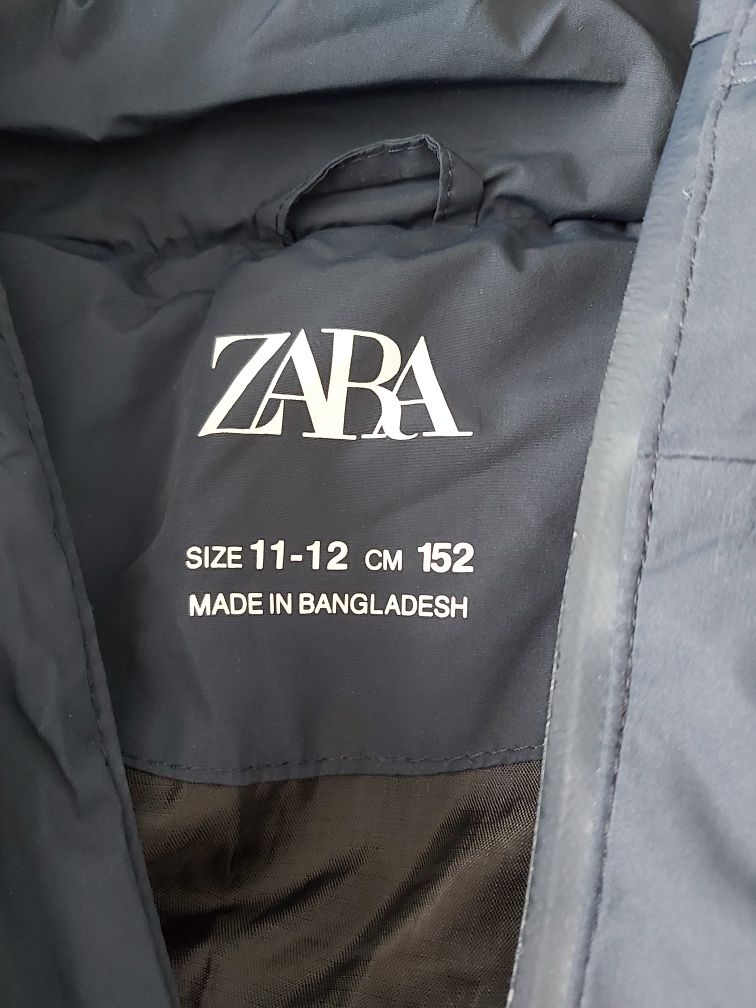 ZARA
SIZE 11-12 CM 152
MADE IN BANGLADESH